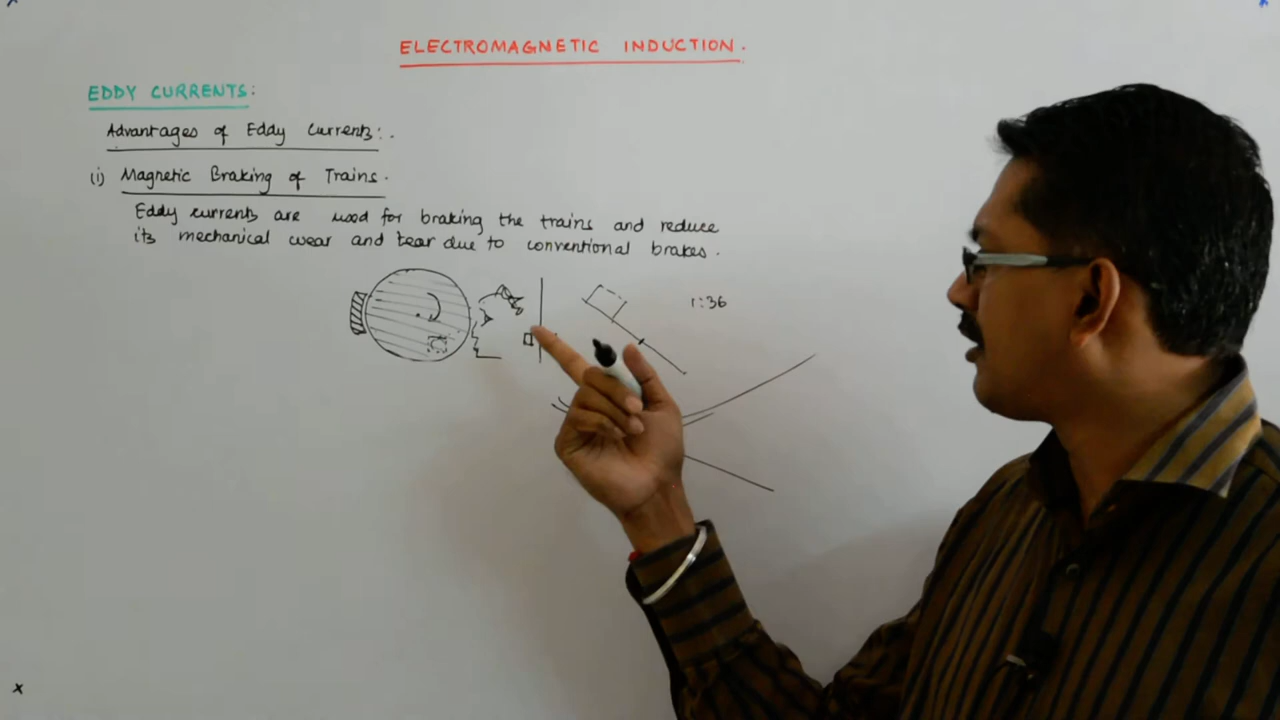 ELECTROMAGNETIC INDUCTION.
EDDY CURRENTS:
Advantages of Eddy Currents:.
(i) Magnetic Braking of Trains.
Eddy currents are used for braking the trains and reduce
its mechanical wear and tear due to conventional brakes.
1:36
x